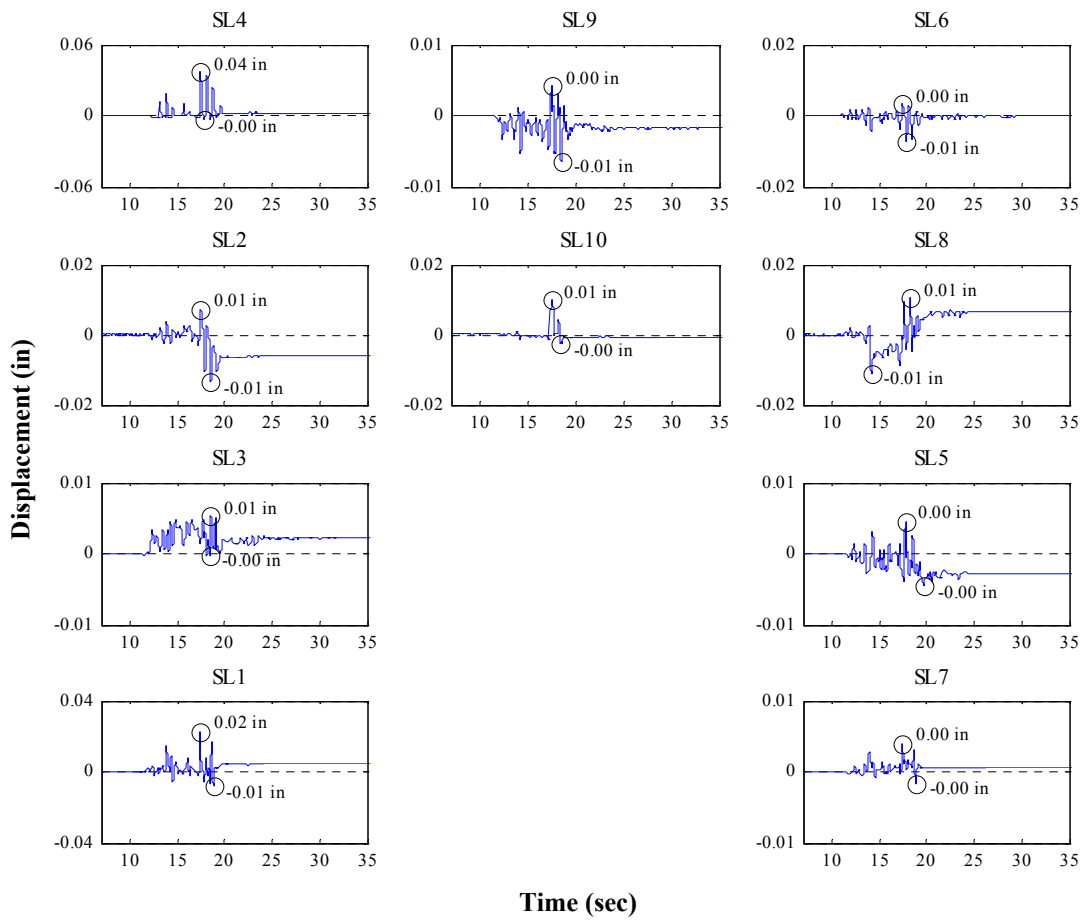 SL4
0.06
0
-0.06
0.04 in
-0.00 in
10 15 20 25 30 35
SL9
0.01
0
-0.01
0.00 in
-0.01 in
10 15 20 25 30 35
SL6
0.02
0
-0.02
0.00 in
-0.01 in
10 15 20 25 30 35
SL2
0.02
0
-0.02
0.01 in
-0.01 in
10 15 20 25 30 35
SL10
0.02
0
-0.02
0.01 in
-0.00 in
10 15 20 25 30 35
SL8
0.02
0
-0.02
0.01 in
-0.01 in
10 15 20 25 30 35
Displacement (in)
SL3
0.01
0
-0.01
0.01 in
-0.00 in
10 15 20 25 30 35
SL5
0.01
0
-0.01
0.00 in
-0.00 in
10 15 20 25 30 35
SL1
0.04
0
-0.04
0.02 in
-0.01 in
10 15 20 25 30 35
SL7
0.01
0
-0.01
0.00 in
-0.00 in
10 15 20 25 30 35
Time (sec)